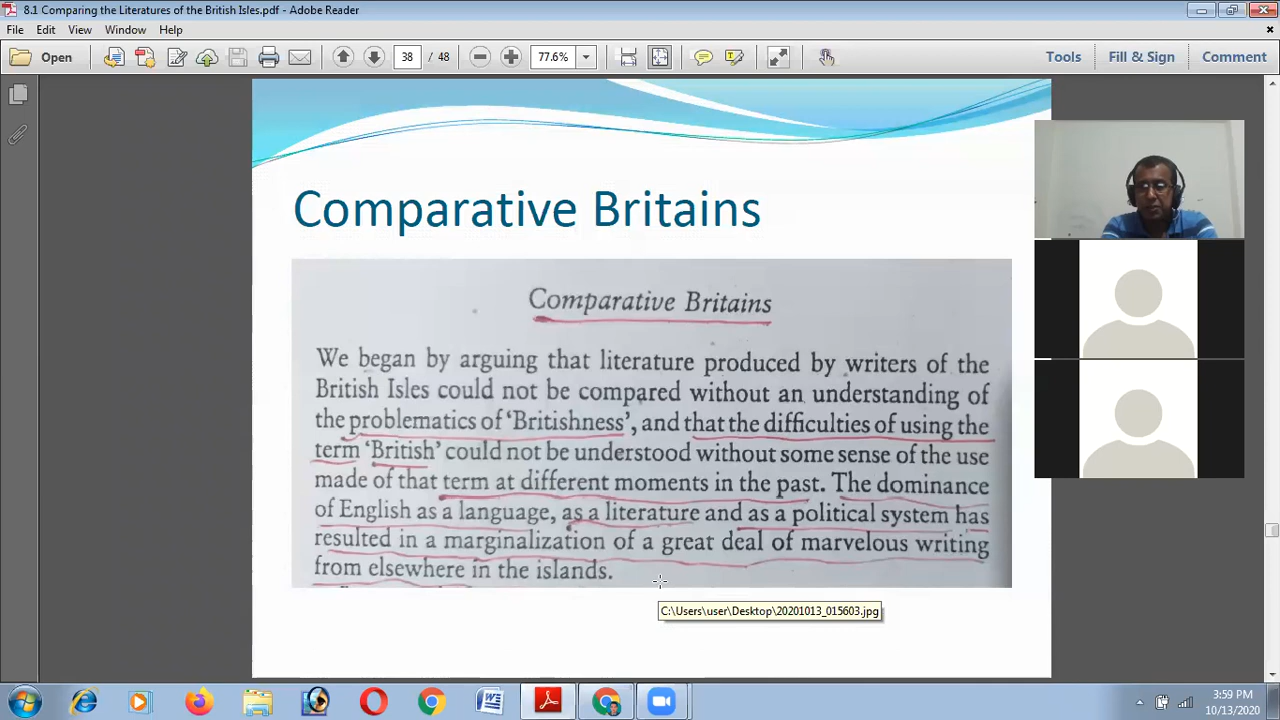 8.1 Comparing the Literatures of the British Isles.pdf - Adobe Reader
File Edit View Window Help
Open 38 / 48 77.6% Tools Fill & Sign Comment
Comparative Britains
Comparative Britains
We began by arguing that literature produced by writers of the
British Isles could not be compared without an understanding of
the problematics of ‘Britishness’, and that the difficulties of using the
term ‘British’ could not be understood without some sense of the use
made of that term at different moments in the past. The dominance
of English as a language, as a literature and as a political system has
resulted in a marginalization of a great deal of marvelous writing
from elsewhere in the islands.
C:\Users\user\Desktop\20201013_015603.jpg
3:59 PM
10/13/2020